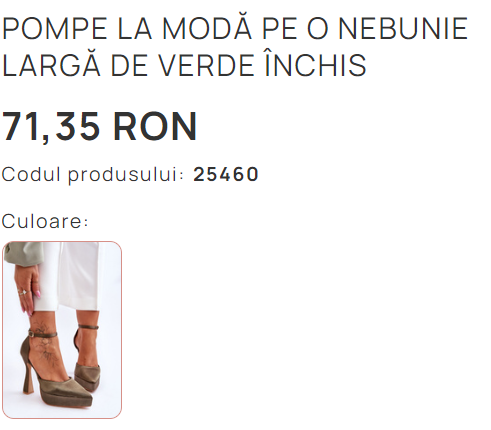 POMPE LA MODĂ PE O NEBUNIE
LARGĂ DE VERDE ÎNCHIS
71,35 RON
Codul produsului: 25460
Culoare: